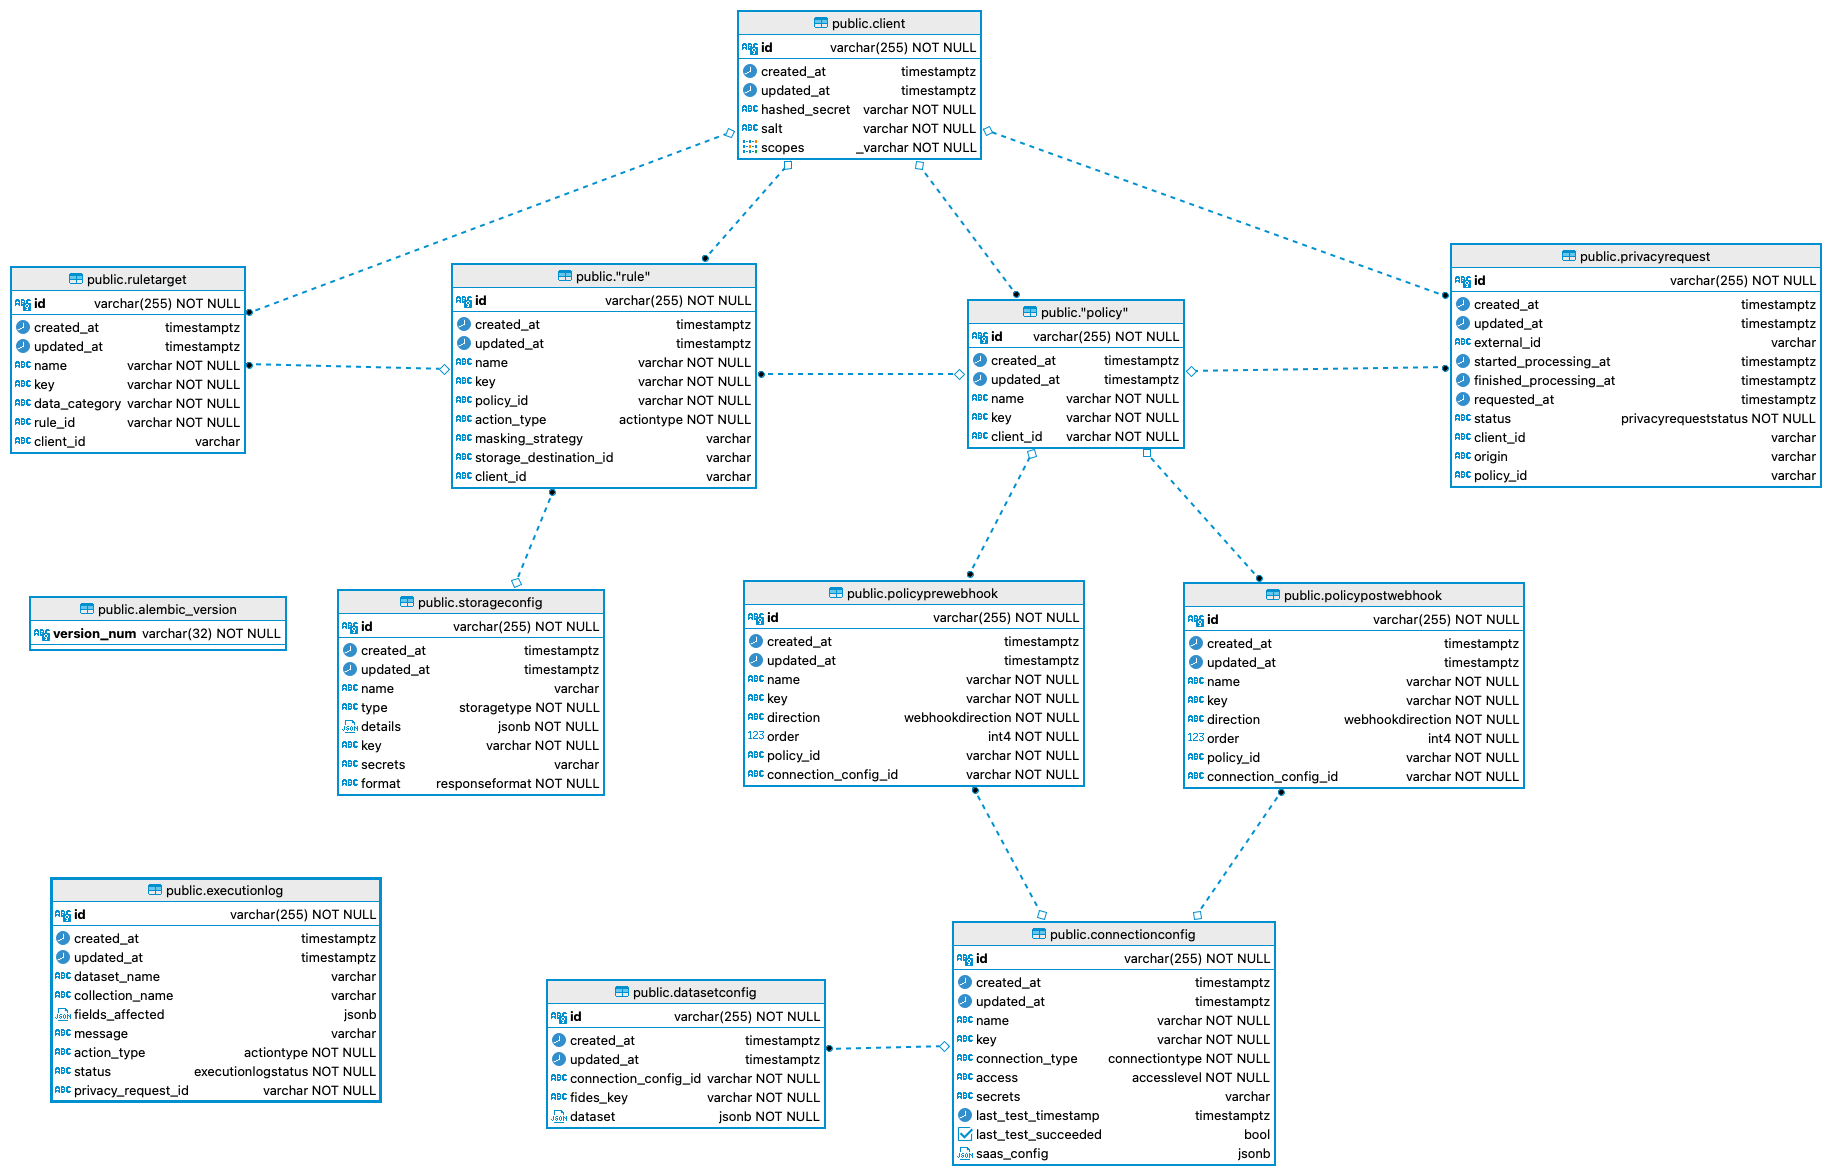 public.client
id varchar(255) NOT NULL
created_at timestamptz
updated_at timestamptz
hashed_secret varchar NOT NULL
salt varchar NOT NULL
scopes _varchar NOT NULL
public.ruletarget
id varchar(255) NOT NULL
created_at timestamptz
updated_at timestamptz
name varchar NOT NULL
key varchar NOT NULL
data_category varchar NOT NULL
rule_id varchar NOT NULL
client_id varchar
public."rule"
id varchar(255) NOT NULL
created_at timestamptz
updated_at timestamptz
name varchar NOT NULL
key varchar NOT NULL
policy_id varchar NOT NULL
action_type actiontype NOT NULL
masking_strategy varchar
storage_destination_id varchar
client_id varchar
public."policy"
id varchar(255) NOT NULL
created_at timestamptz
updated_at timestamptz
name varchar NOT NULL
key varchar NOT NULL
client_id varchar NOT NULL
public.privacyrequest
id varchar(255) NOT NULL
created_at timestamptz
updated_at timestamptz
external_id varchar
started_processing_at timestamptz
finished_processing_at timestamptz
requested_at timestamptz
status privacyrequeststatus NOT NULL
client_id varchar
origin varchar
policy_id varchar
public.alembic_version
version_num varchar(32) NOT NULL
public.storageconfig
id varchar(255) NOT NULL
created_at timestamptz
updated_at timestamptz
name varchar
type storagetype NOT NULL
details jsonb NOT NULL
key varchar NOT NULL
secrets varchar
format responseformat NOT NULL
public.policyprewebhook
id varchar(255) NOT NULL
created_at timestamptz
updated_at timestamptz
name varchar NOT NULL
key varchar NOT NULL
direction webhookdirection NOT NULL
order int4 NOT NULL
policy_id varchar NOT NULL
connection_config_id varchar NOT NULL
public.policypostwebhook
id varchar(255) NOT NULL
created_at timestamptz
updated_at timestamptz
name varchar NOT NULL
key varchar NOT NULL
direction webhookdirection NOT NULL
order int4 NOT NULL
policy_id varchar NOT NULL
connection_config_id varchar NOT NULL
public.executionlog
id varchar(255) NOT NULL
created_at timestamptz
updated_at timestamptz
dataset_name varchar
collection_name varchar
fields_affected jsonb
message varchar
action_type actiontype NOT NULL
status executionlogstatus NOT NULL
privacy_request_id varchar NOT NULL
public.datasetconfig
id varchar(255) NOT NULL
created_at timestamptz
updated_at timestamptz
connection_config_id varchar NOT NULL
fides_key varchar NOT NULL
dataset jsonb NOT NULL
public.connectionconfig
id varchar(255) NOT NULL
created_at timestamptz
updated_at timestamptz
name varchar NOT NULL
key varchar NOT NULL
connection_type connectiontype NOT NULL
access accesslevel NOT NULL
secrets varchar
last_test_timestamp timestamptz
last_test_succeeded bool
saas_config jsonb